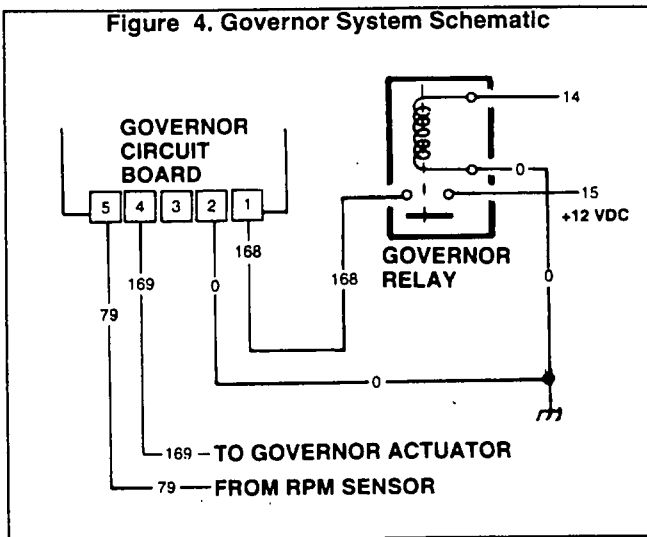 Figure 4. Governor System Schematic
GOVERNOR
CIRCUIT
BOARD
5 4 3 2 1
14
0
15
+12 VDC
GOVERNOR
RELAY
168
168
169
0
79
0
0
169 TO GOVERNOR ACTUATOR
79 FROM RPM SENSOR